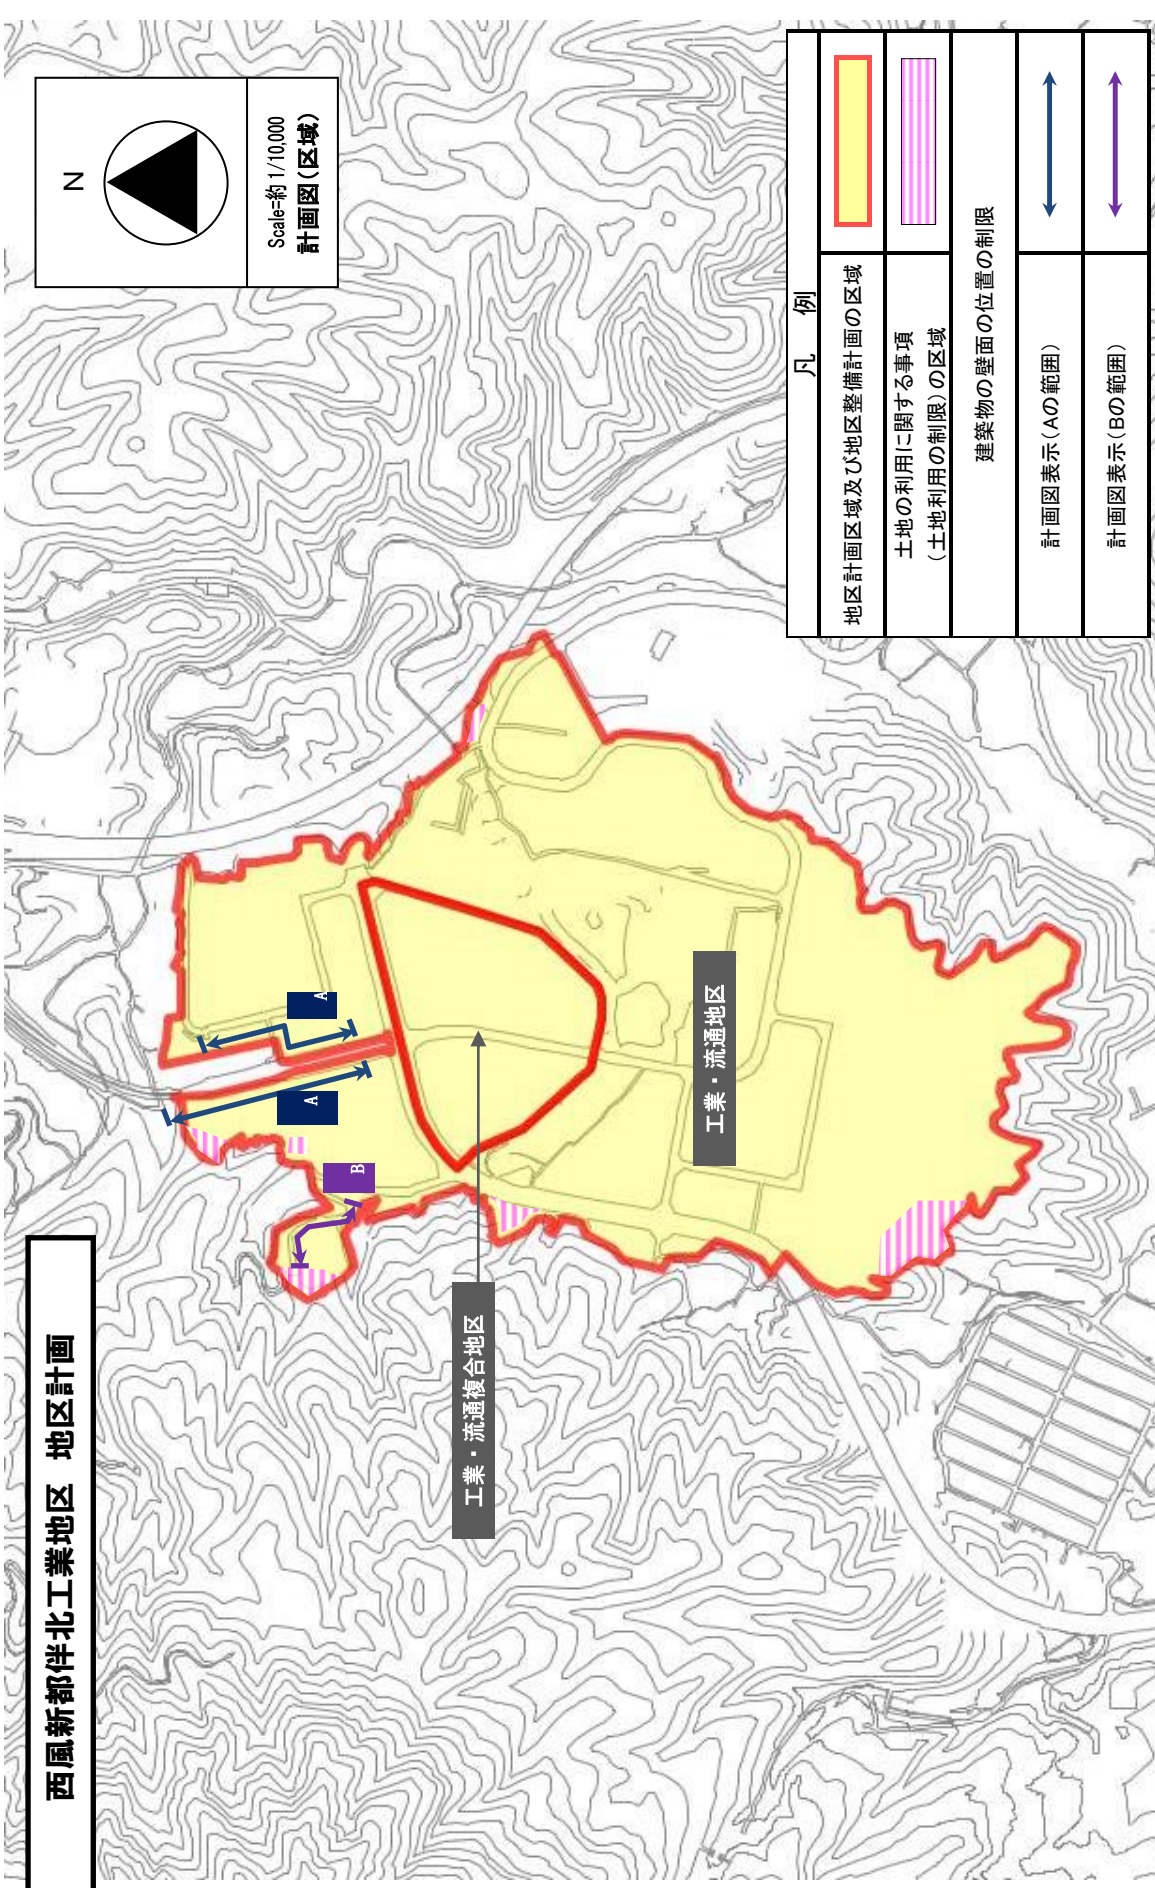 西風新都伴北工業地区 地区計画
N
Scale=約1/10,000
計画図(区域)
A
A
B
工業・流通複合地区
工業・流通地区
凡 例
地区計画区域及び地区整備計画の区域
土地の利用に関する事項
(土地利用の制限)の区域
建築物の壁面の位置の制限
計画図表示(Aの範囲)
計画図表示(Bの範囲)